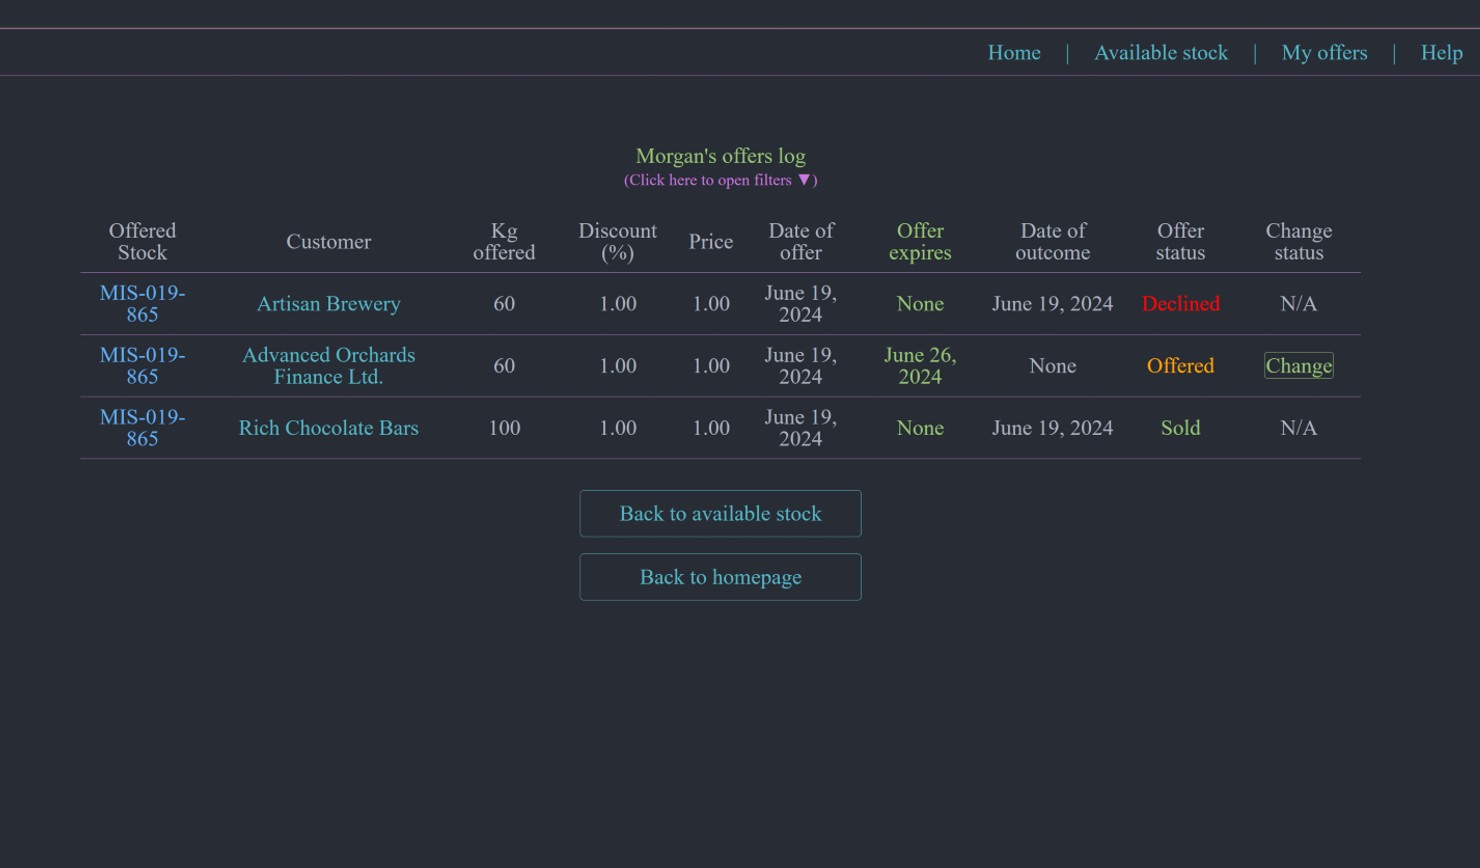 Home | Available stock | My offers | Help
Morgan's offers log
(Click here to open filters ▼)
Offered Stock Customer Kg offered Discount (%) Price Date of offer Offer expires Date of outcome Offer status Change status
MIS-019-865 Artisan Brewery 60 1.00 1.00 June 19, 2024 None June 19, 2024 Declined N/A
MIS-019-865 Advanced Orchards Finance Ltd. 60 1.00 1.00 June 19, 2024 June 26, 2024 None Offered Change
MIS-019-865 Rich Chocolate Bars 100 1.00 1.00 June 19, 2024 None June 19, 2024 Sold N/A
Back to available stock
Back to homepage